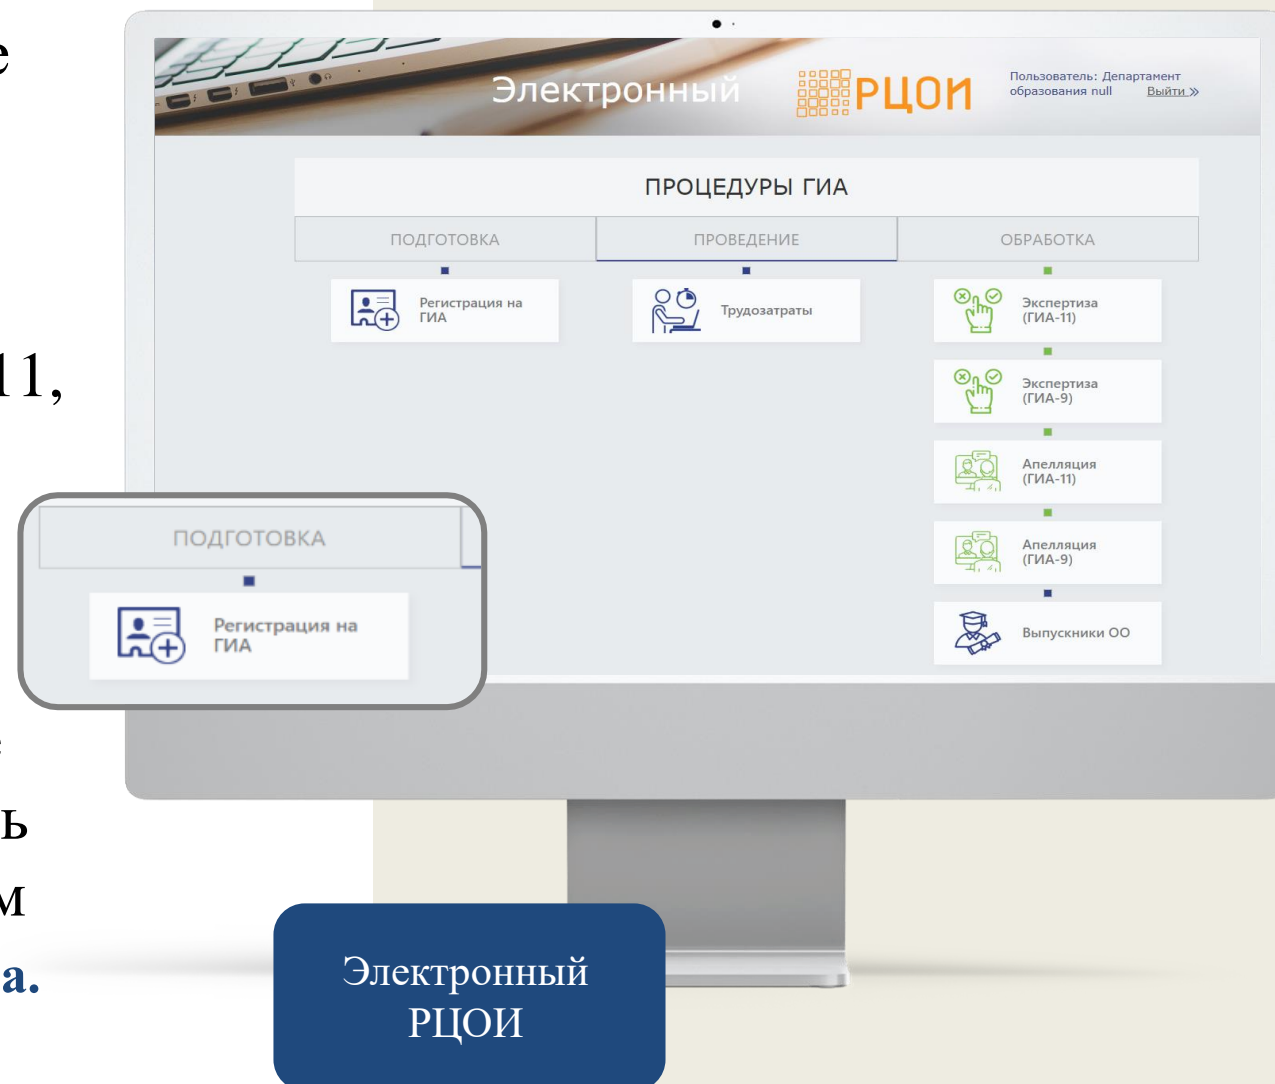 е
11,
ь
м
а.
Электронный РЦОИ
Пользователь: Департамент
образования null Выйти »
ПРОЦЕДУРЫ ГИА
ПОДГОТОВКА ПРОВЕДЕНИЕ ОБРАБОТКА
Регистрация на
ГИА
Трудозатраты
Экспертиза
(ГИА-11)
Экспертиза
(ГИА-9)
Апелляция
(ГИА-11)
Апелляция
(ГИА-9)
Выпускники ОО
ПОДГОТОВКА
Регистрация на
ГИА
Электронный
РЦОИ